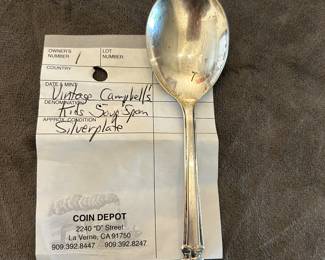 OWNER'S NUMBER 1 LOT NUMBER
COUNTRY
DATE & MINT
Vintage Campbell's
DENOMINATION
Kids Soup Spoon
APPROX. CONDITION
Silverplate
COIN DEPOT
2240 "D" Street
La Verne, CA 91750
909.392.8447 909.392.8247